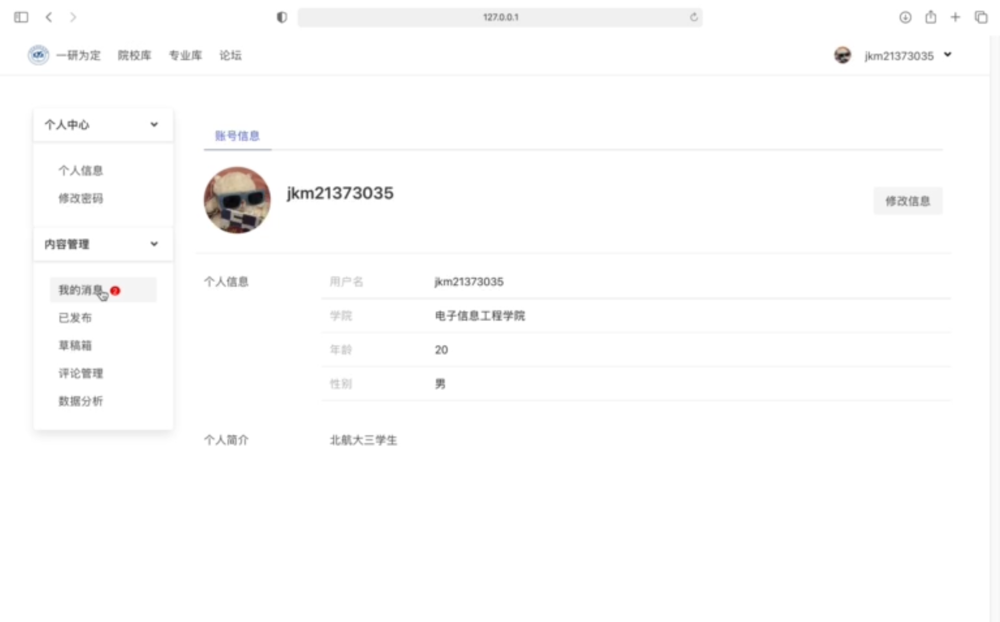 127.0.0.1
一研为定 院校库 专业库 论坛 jkm21373035
个人中心
个人信息
修改密码
内容管理
我的消息 2
已发布
草稿箱
评论管理
数据分析
账号信息
jkm21373035
修改信息
个人信息 用户名 jkm21373035
学院 电子信息工程学院
年龄 20
性别 男
个人简介 北航大三学生